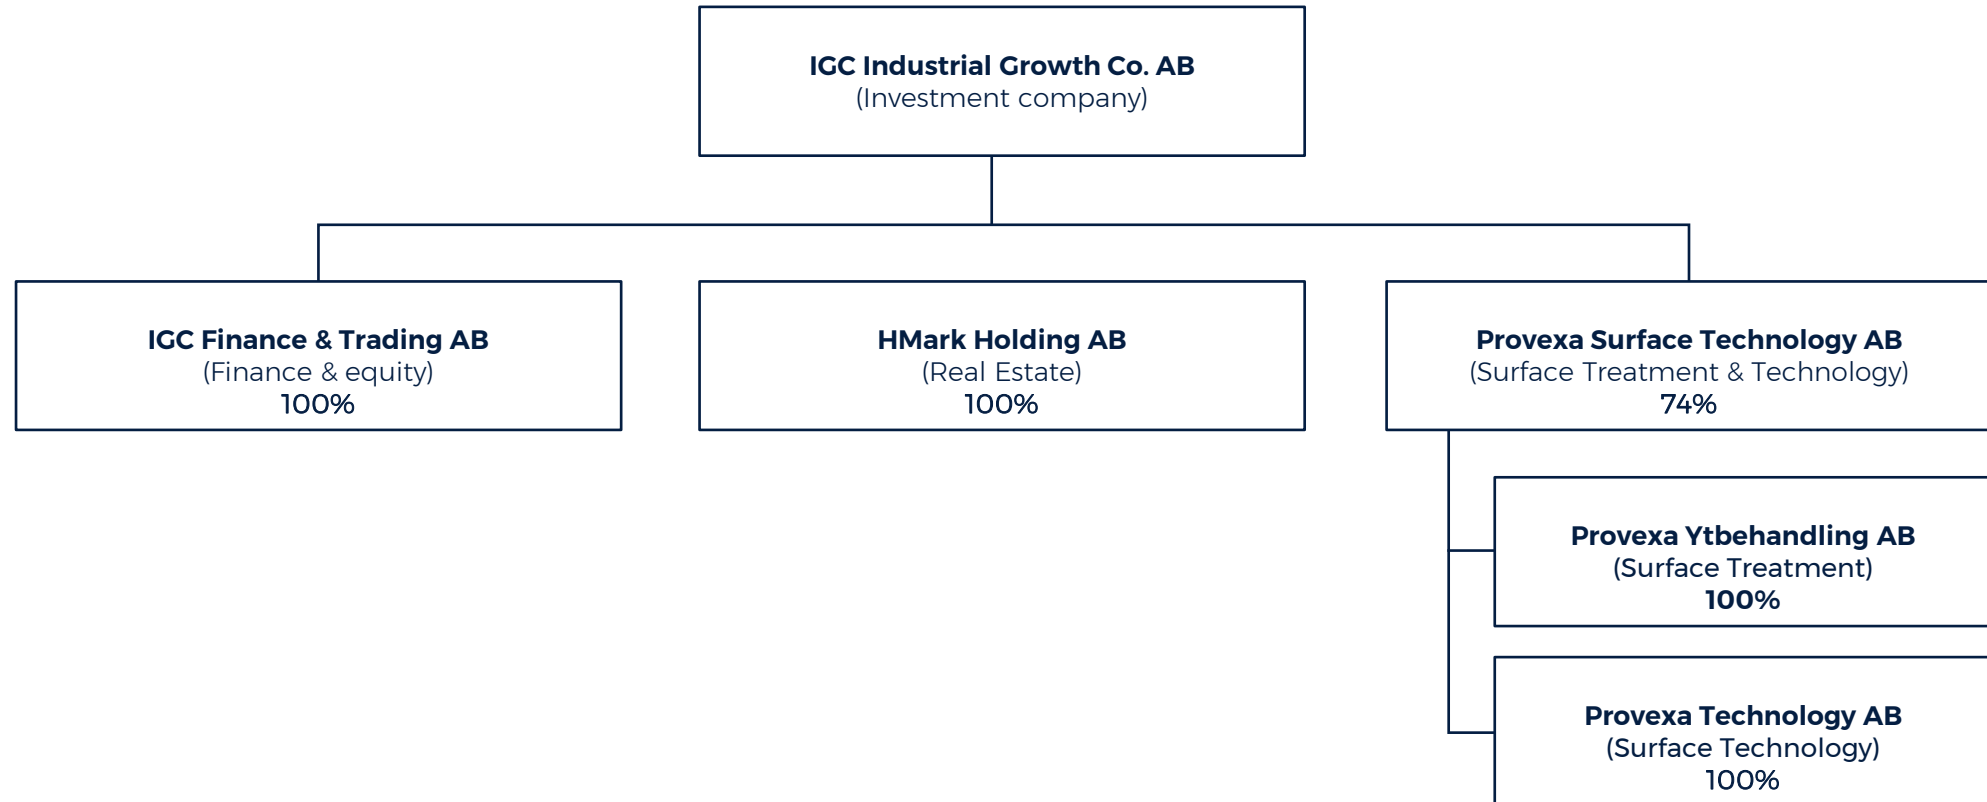 IGC Industrial Growth Co. AB
(Investment company)
IGC Finance & Trading AB
(Finance & equity)
100%
HMark Holding AB
(Real Estate)
100%
Provexa Surface Technology AB
(Surface Treatment & Technology)
74%
Provexa Ytbehandling AB
(Surface Treatment)
100%
Provexa Technology AB
(Surface Technology)
100%